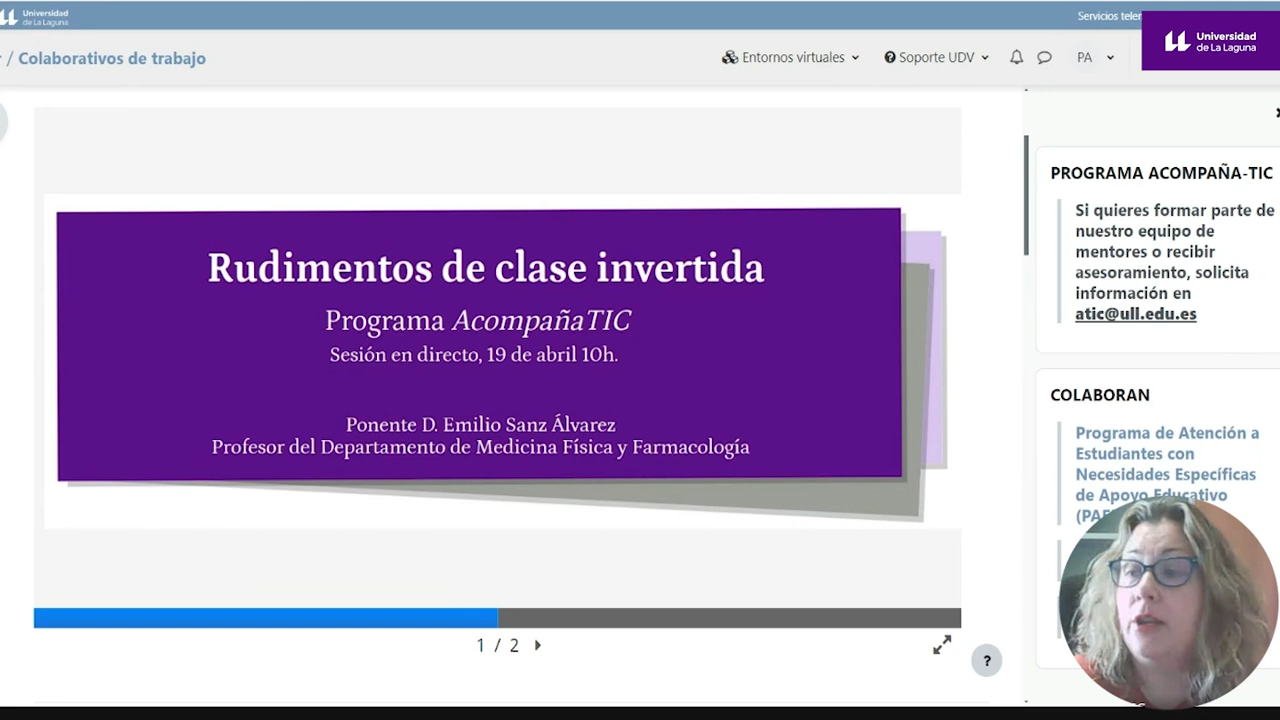 Universidad
de La Laguna
Servicios
Universidad
de La Laguna
/ Colaborativos de trabajo
Entornos virtuales
Soporte UDV
PA
Rudimentos de clase invertida
Programa AcompañaTIC
Sesión en directo, 19 de abril 10h.
Ponente D. Emilio Sanz Álvarez
Profesor del Departamento de Medicina Física y Farmacología
1 / 2
?
PROGRAMA ACOMPAÑA-TIC
Si quieres formar parte de
nuestro equipo de
mentores o recibir
asesoramiento, solicita
información en
atic@ull.edu.es
COLABORAN
Programa de Atención a
Estudiantes con
Necesidades Específicas
de Apoyo Educativo